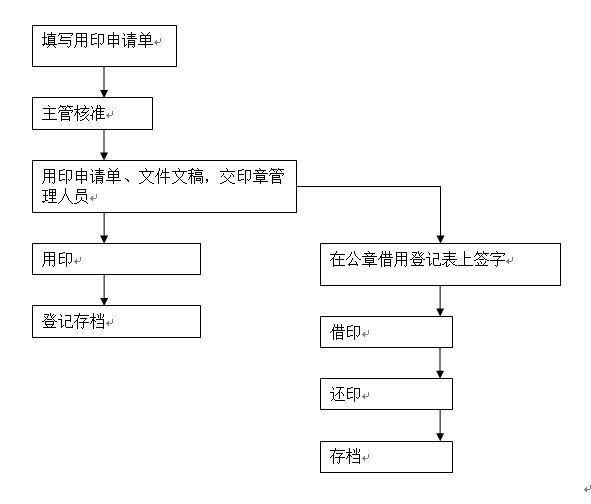 填写用印申请单
主管核准
用印申请单、文件文稿，交印章管
理人员
用印
登记存档
在公章借用登记表上签字
借印
还印
存档